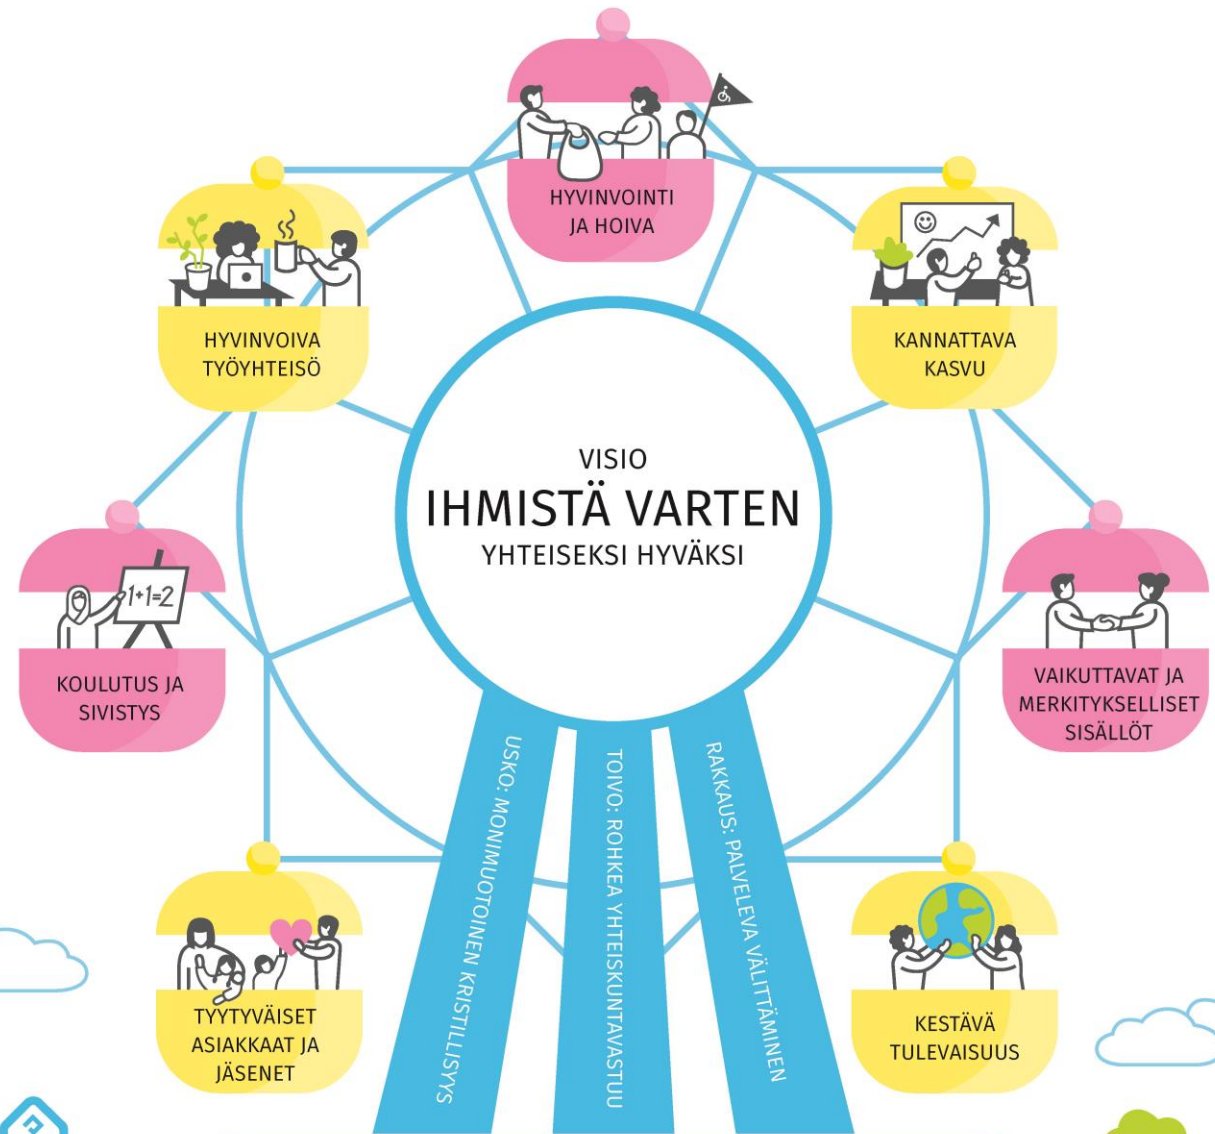 HYVINVOINTI
JA HOIVA
HYVINVOIVA
TYÖYHTEISÖ
KANNATTAVA
KASVU
VISIO
IHMISTÄ VARTEN
YHTEISEKSI HYVÄKSI
1+1=2
KOULUTUS JA
SIVISTYS
VAIKUTTAVAT JA
MERKITYKSELLISET
SISÄLLÖT
USKO: MONIMUOTOINEN KRISTILLISYYS
TOIVO: ROHKEA YHTEISKUNTAVASTUU
RAKKAUS: PALVELEVA VÄLITTÄMINEN
TYYTYVÄISET
ASIAKKAAT JA
JÄSENET
KESTÄVÄ
TULEVAISUUS